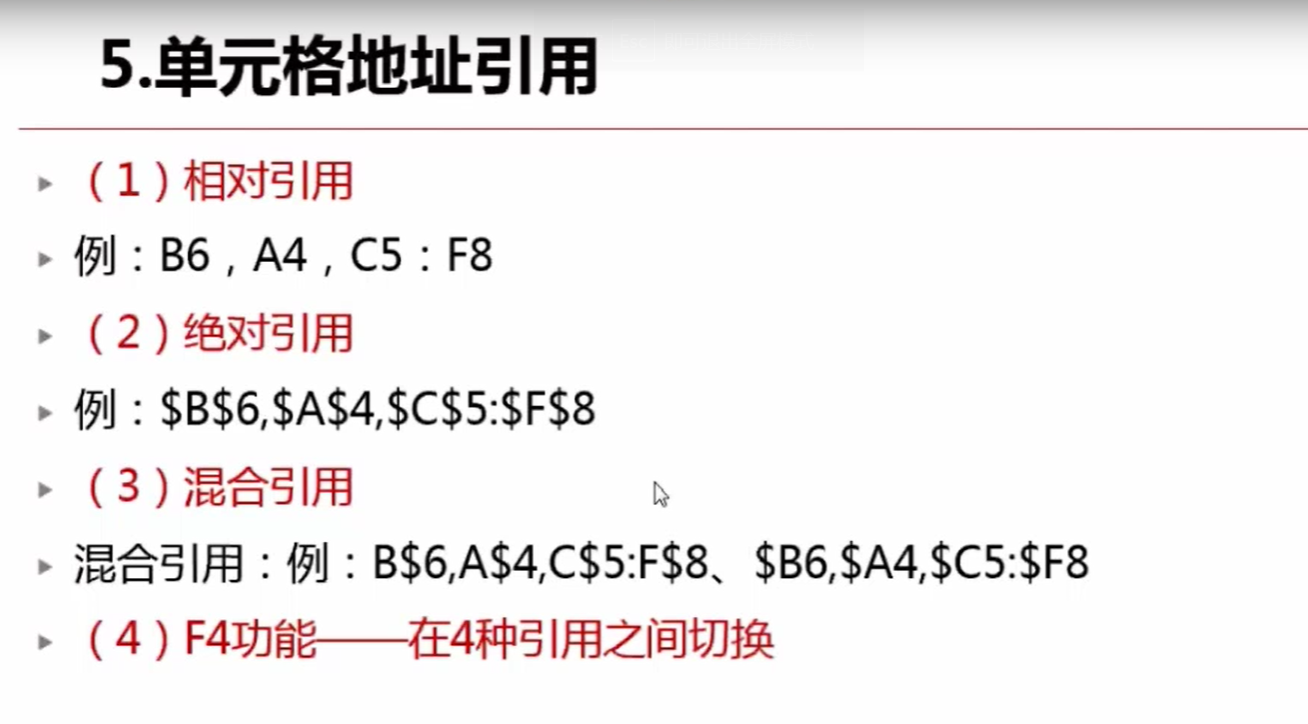 5.单元格地址引用
（1）相对引用
例：B6，A4，C5：F8
（2）绝对引用
例：$B$6,$A$4,$C$5:$F$8
（3）混合引用
混合引用：例：B$6,A$4,C$5:F$8、$B6,$A4,$C5:$F8
（4）F4功能——在4种引用之间切换